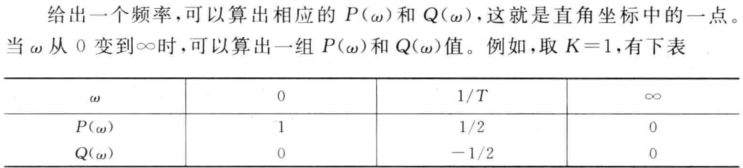 给出一个频率,可以算出相应的 P(ω)和 Q(ω),这就是直角坐标中的一点。
当 ω 从 0 变到∞时,可以算出一组 P(ω)和 Q(ω)值。例如,取 K=1,有下表
ω 0 1/T ∞
P(ω) 1 1/2 0
Q(ω) 0 −1/2 0